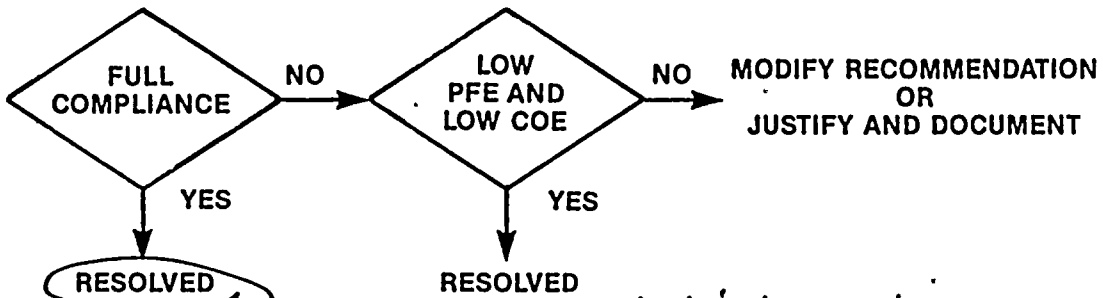 FULL
COMPLIANCE
NO
LOW
PFE AND
LOW COE
NO
MODIFY RECOMMENDATION
OR
JUSTIFY AND DOCUMENT
YES
YES
RESOLVED
RESOLVED